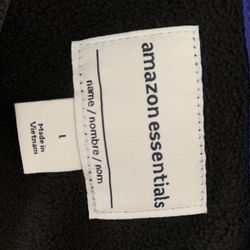 amazon essentials
name / nombre / nom
L
Made in
Vietnam